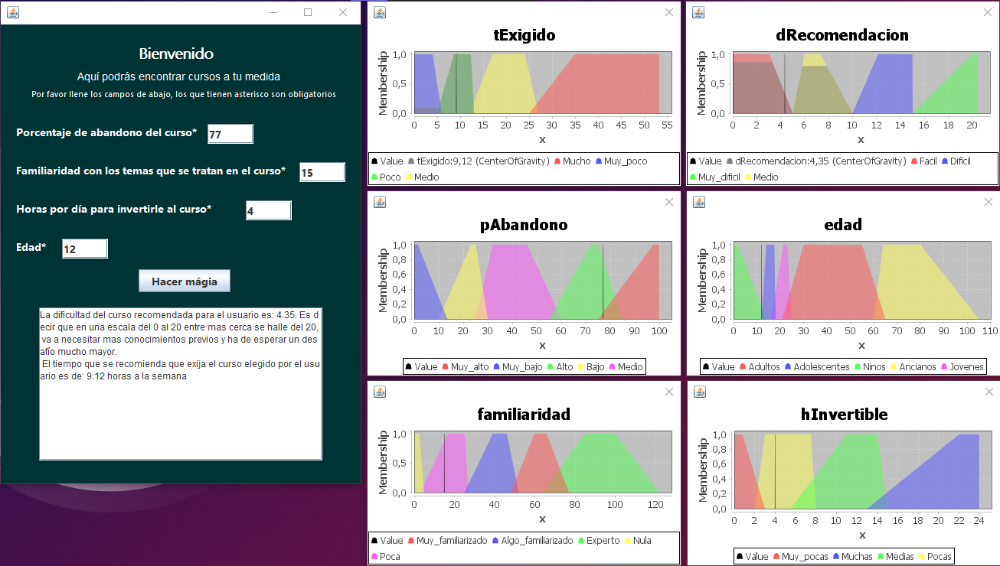 Bienvenido
Aquí podrás encontrar cursos a tu medida
Por favor llene los campos de abajo, los que tienen asterisco son obligatorios
Porcentaje de abandono del curso* 77
Familiaridad con los temas que se tratan en el curso* 15
Horas por día para invertirle al curso* 4
Edad* 12
Hacer mágia
La dificultad del curso recomendada para el usuario es: 4.35. Es d
ecir que en una escala del 0 al 20 entre mas cerca se halle del 20,
va a necesitar mas conocimientos previos y ha de esperar un des
afío mucho mayor.
El tiempo que se recomienda que exija el curso elegido por el usu
ario es de: 9.12 horas a la semana
tExigido
Membership
1,0
0,5
0,0
0 5 10 15 20 25 30 35 40 45 50 55
x
Value tExigido:9,12 (CenterOfGravity) Mucho Muy_poco
Poco Medio
dRecomendacion
Membership
1,0
0,5
0,0
0 2 4 6 8 10 12 14 16 18 20
x
Value dRecomendacion:4,35 (CenterOfGravity) Facil Dificil
Muy_dificil Medio
pAbandono
Membership
1,0
0,8
0,6
0,4
0,2
0,0
0 10 20 30 40 50 60 70 80 90 100
x
Value Muy_alto Muy_bajo Alto Bajo Medio
edad
Membership
1,0
0,8
0,6
0,4
0,2
0,0
0 10 20 30 40 50 60 70 80 90 100 110
x
Value Adultos Adolescentes Ninos Ancianos Jovenes
familiaridad
Membership
1,0
0,5
0,0
0 20 40 60 80 100 120
x
Value Muy_familiarizado Algo_familiarizado Experto Nula
Poca
hInvertible
Membership
1,0
0,8
0,6
0,4
0,2
0,0
0 2 4 6 8 10 12 14 16 18 20 22 24
x
Value Muy_pocas Muchas Medias Pocas